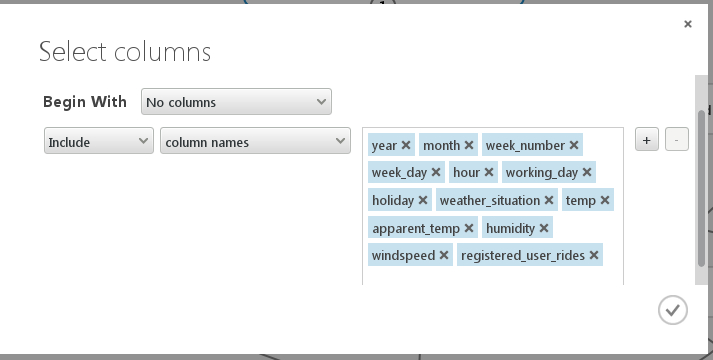 Select columns
Begin With No columns
Include column names
year month week_number
week_day hour working_day
holiday weather_situation temp
apparent_temp humidity
windspeed registered_user_rides